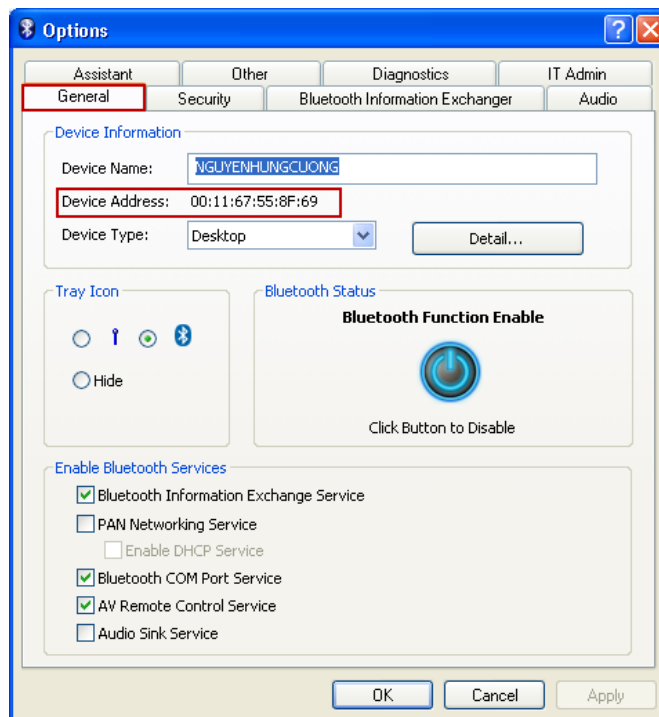 Options
Assistant Other Diagnostics IT Admin
General Security Bluetooth Information Exchanger Audio
Device Information
Device Name: NGUYENHUNGCUONG
Device Address: 00:11:67:55:8F:69
Device Type: Desktop Detail...
Tray Icon
Hide
Bluetooth Status
Bluetooth Function Enable
Click Button to Disable
Enable Bluetooth Services
Bluetooth Information Exchange Service
PAN Networking Service
Enable DHCP Service
Bluetooth COM Port Service
AV Remote Control Service
Audio Sink Service
OK Cancel Apply